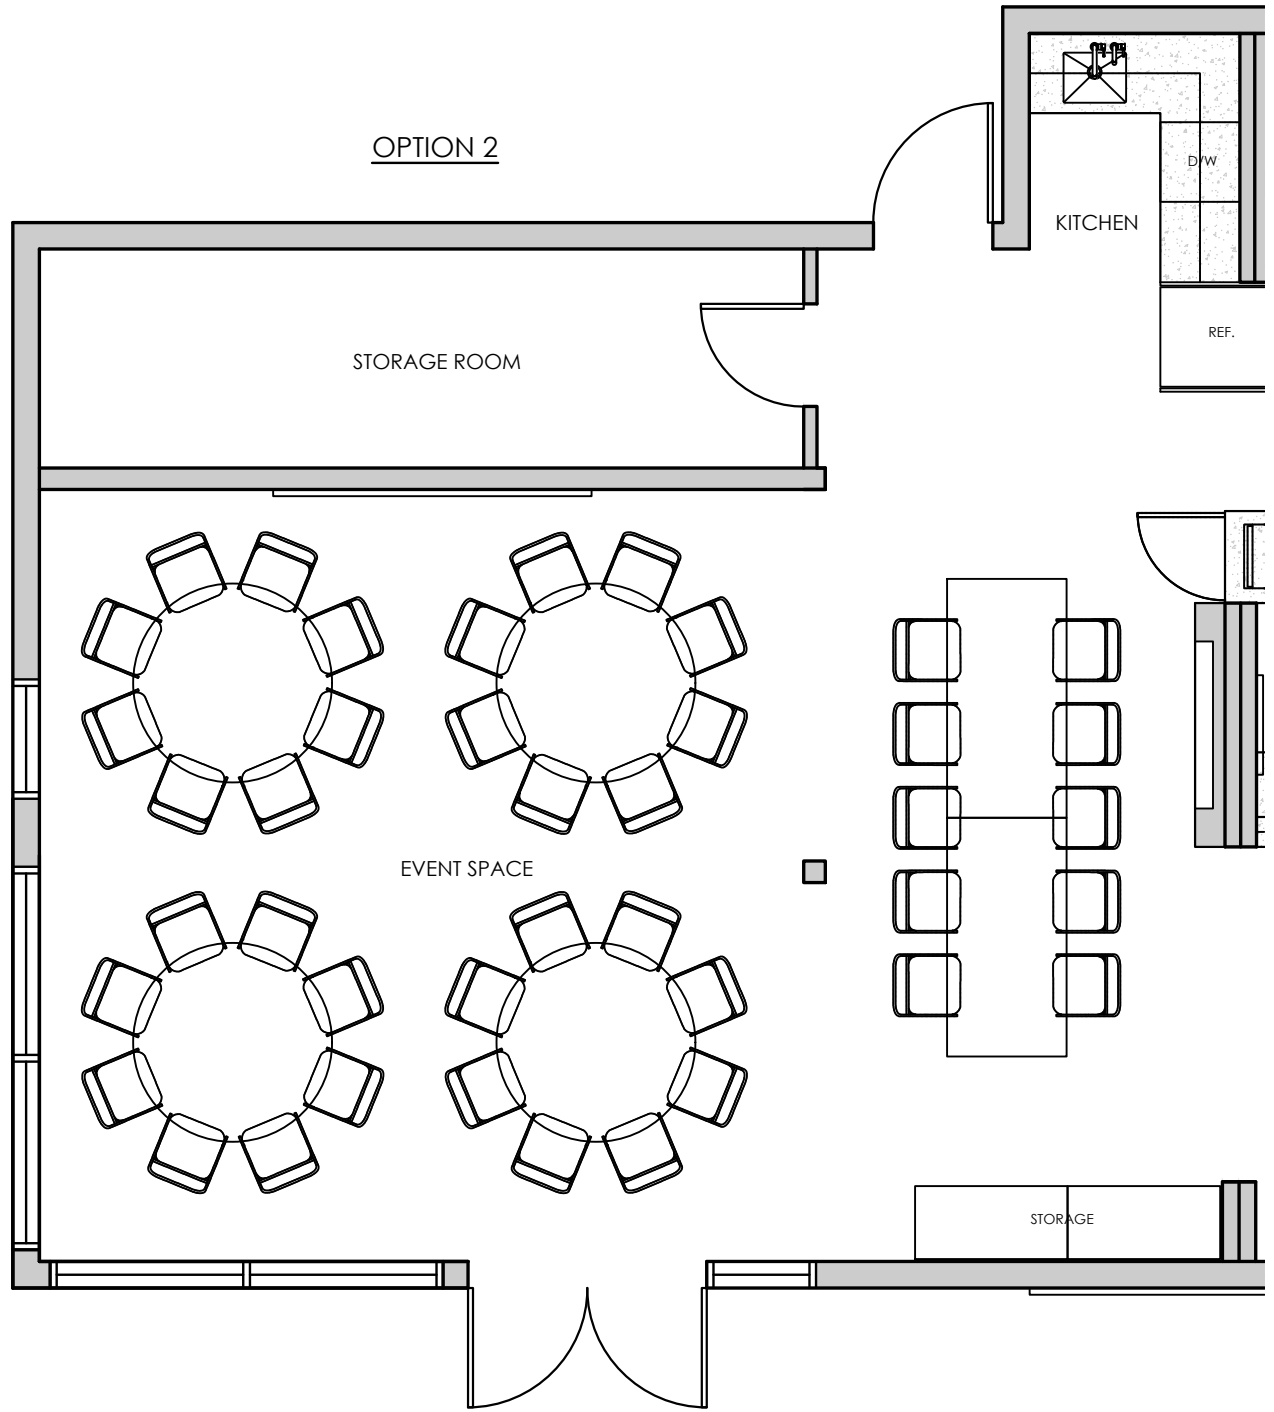 OPTION 2
D/W
KITCHEN
REF.
STORAGE ROOM
EVENT SPACE
STORAGE